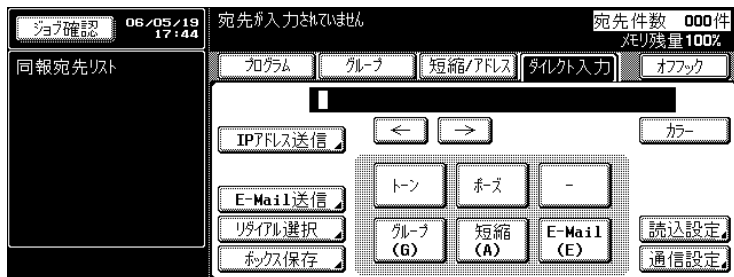 ジョブ確認
06/05/19
17:44
宛先が入力されていません
宛先件数 000件
メモリ残量100%
同報宛先リスト
プログラム
グループ
短縮/アドレス
ダイレクト入力
オフフック
←
→
カラー
IPアドレス送信
トーン
ポーズ
-
E-Mail送信
リダイアル選択
グループ
(G)
短縮
(A)
E-Mail
(E)
読込設定
ボックス保存
通信設定